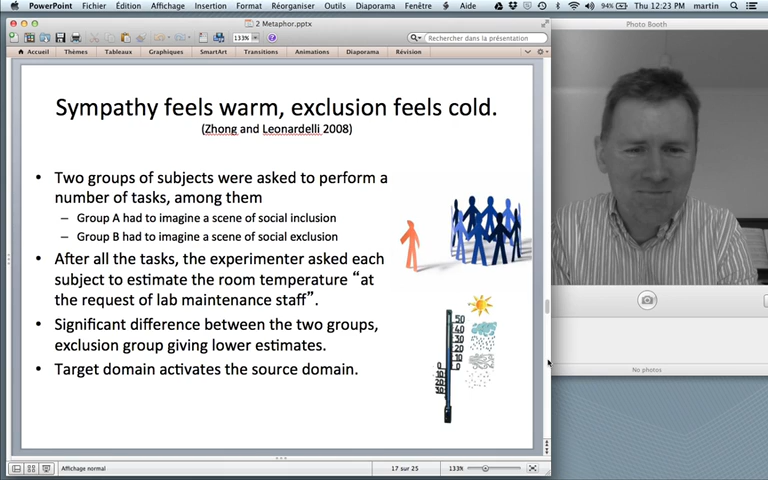 PowerPoint Fichier Édition Affichage Insertion Format Réorganiser Outils Diaporama Fenêtre Aide 94% Thu 12:23 PM martin
2 Metaphor.pptx
133% Rechercher dans la présentation
Accueil Thèmes Tableaux Graphiques SmartArt Transitions Animations Diaporama Révision
Photo Booth
Sympathy feels warm, exclusion feels cold.
(Zhong and Leonardelli 2008)
• Two groups of subjects were asked to perform a
number of tasks, among them
– Group A had to imagine a scene of social inclusion
– Group B had to imagine a scene of social exclusion
• After all the tasks, the experimenter asked each
subject to estimate the room temperature “at
the request of lab maintenance staff”.
• Significant difference between the two groups,
exclusion group giving lower estimates.
• Target domain activates the source domain.
50
40
30
20
10
0
No photos
Affichage normal 17 sur 25 133%